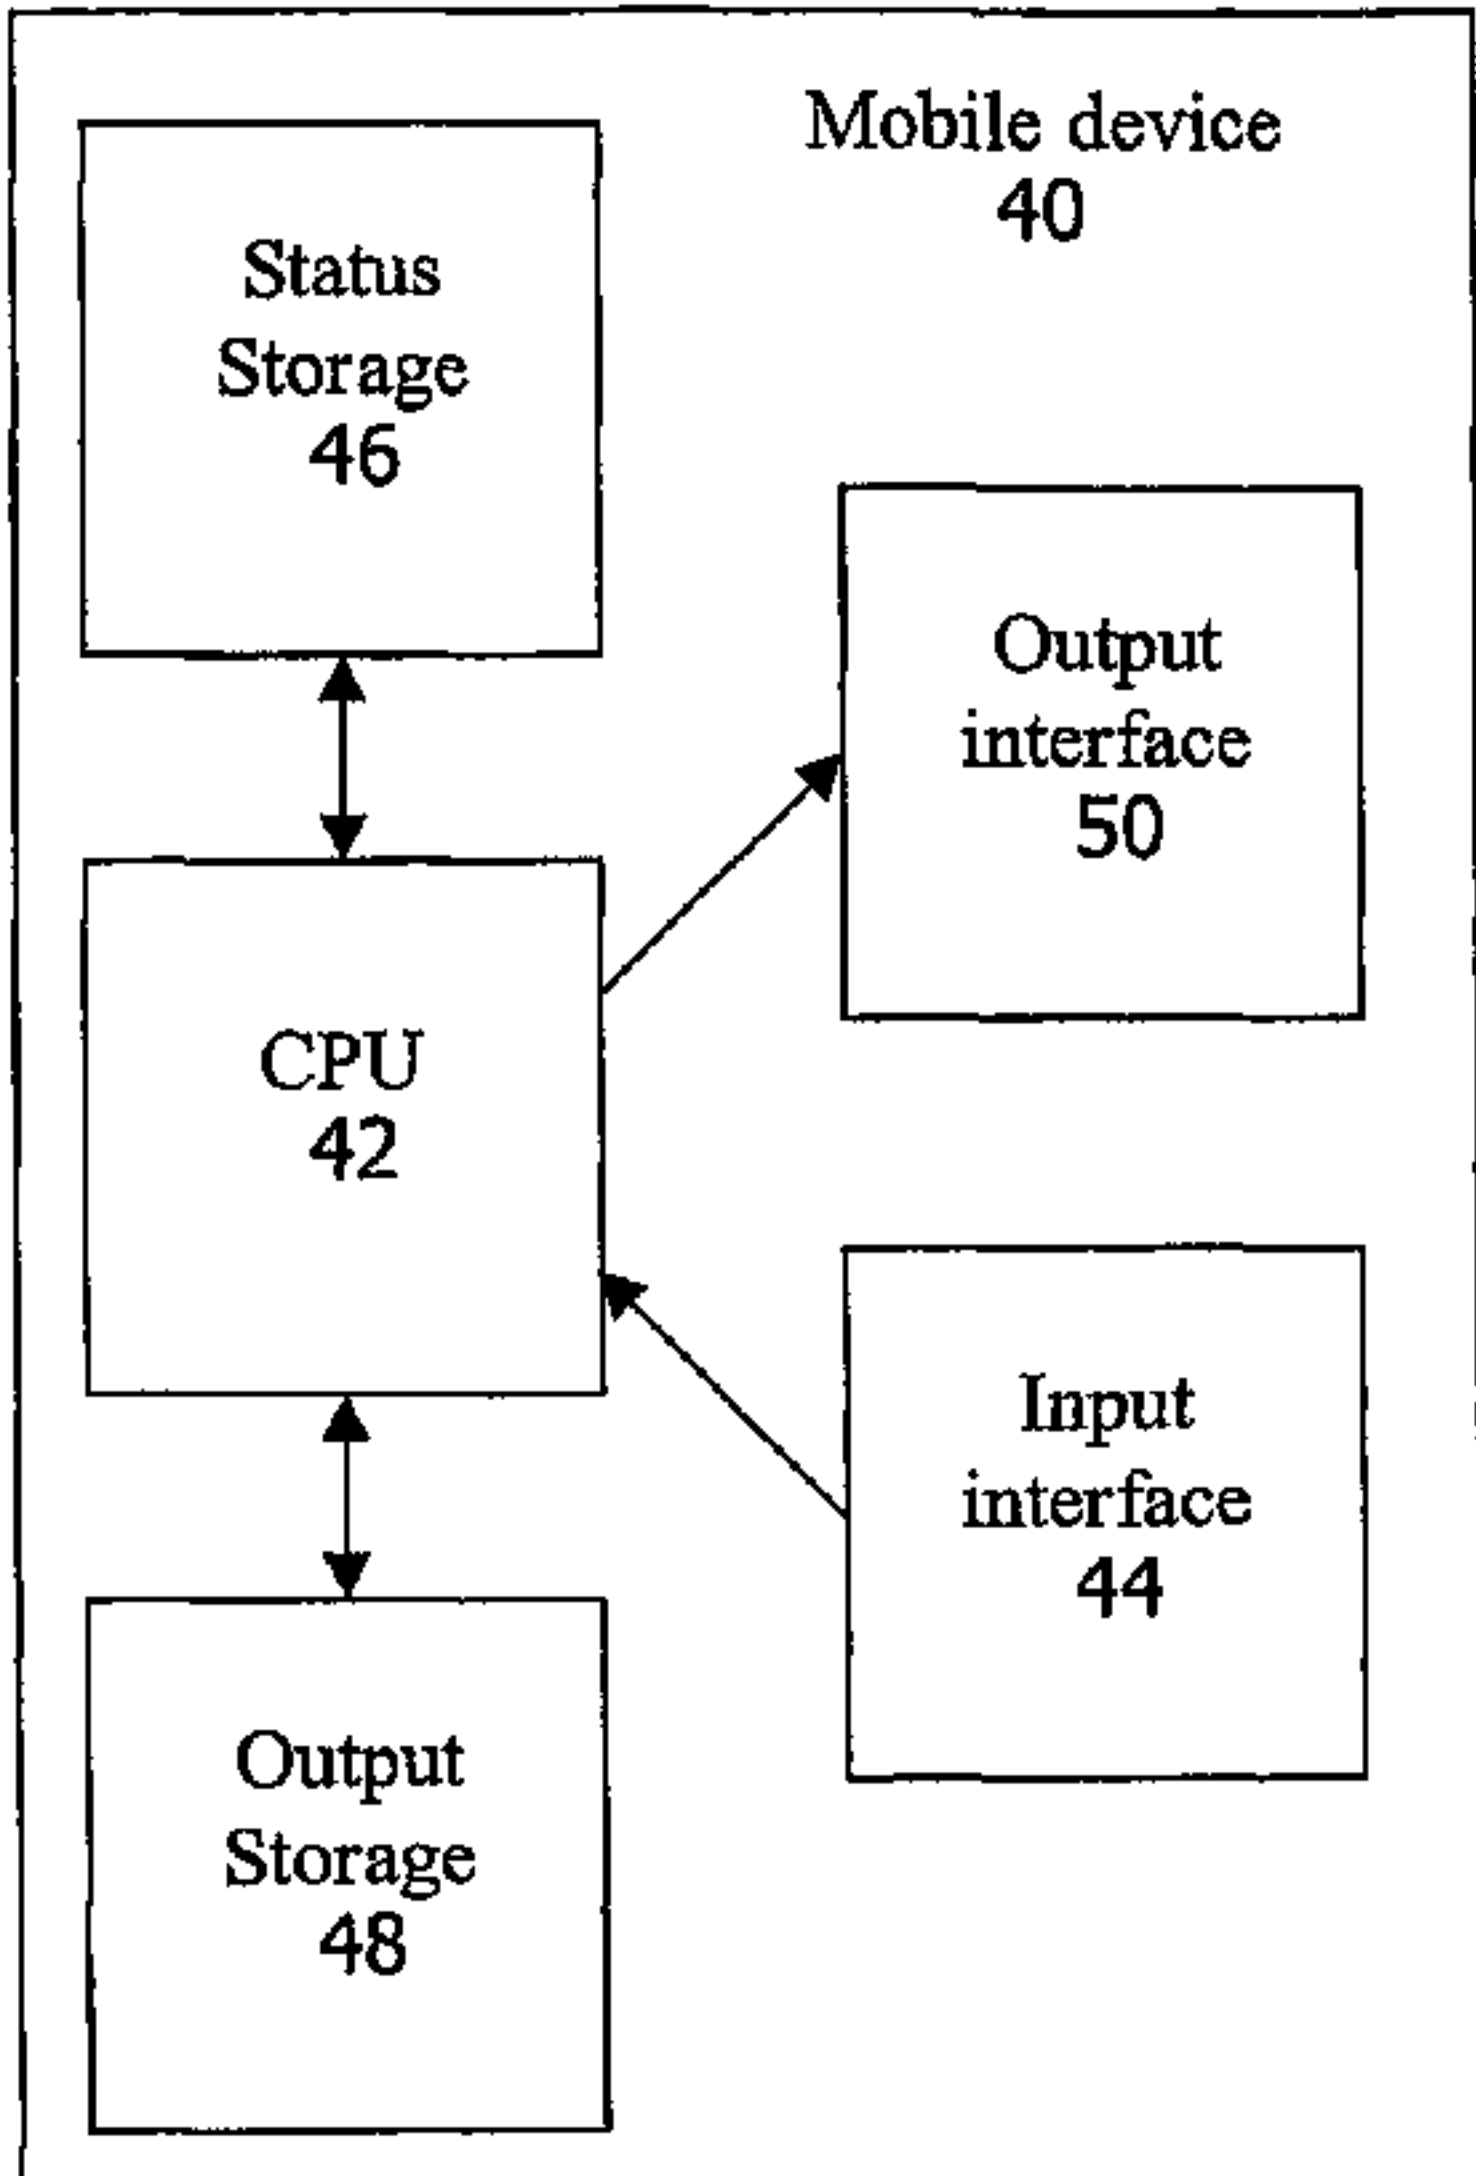 Mobile device
40
Status
Storage
46
Output
interface
50
CPU
42
Input
interface
44
Output
Storage
48